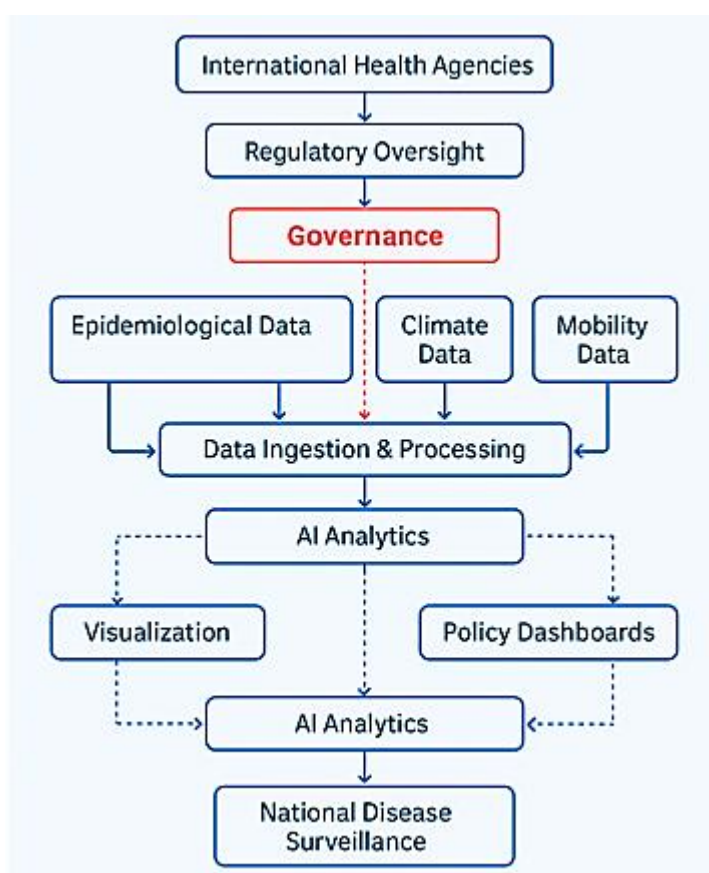 International Health Agencies
Regulatory Oversight
Governance
Epidemiological Data
Climate
Data
Mobility
Data
Data Ingestion & Processing
AI Analytics
Visualization
Policy Dashboards
AI Analytics
National Disease
Surveillance